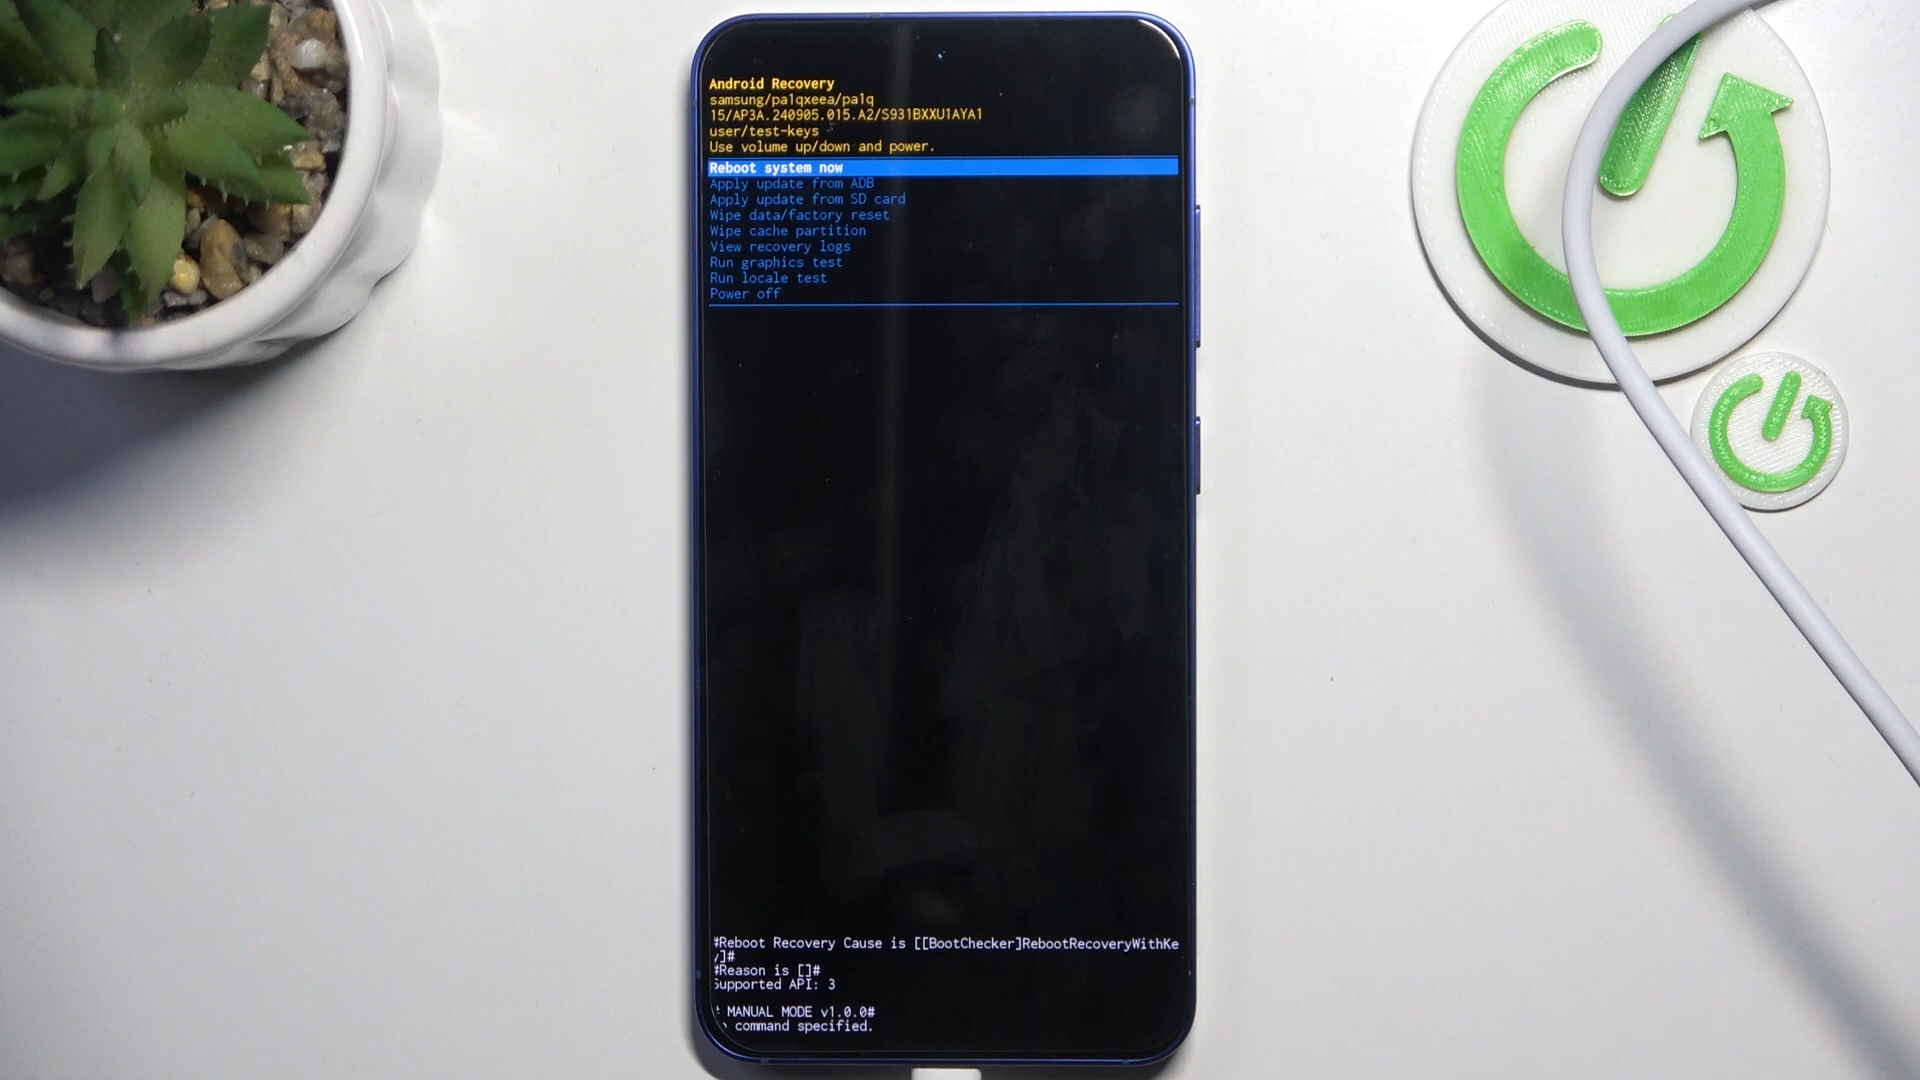 Android Recovery
samsung/pa1qxeea/pa1q
15/AP3A.240905.015.A2/S931BXXU1AYA1
user/test-keys
Use volume up/down and power.
Reboot system now
Apply update from ADB
Apply update from SD card
Wipe data/factory reset
Wipe cache partition
View recovery logs
Run graphics test
Run locale test
Power off
#Reboot Recovery Cause is [[BootChecker]RebootRecoveryWithKe
y]#
#Reason is []#
Supported API: 3
MANUAL MODE v1.0.0#
command specified.